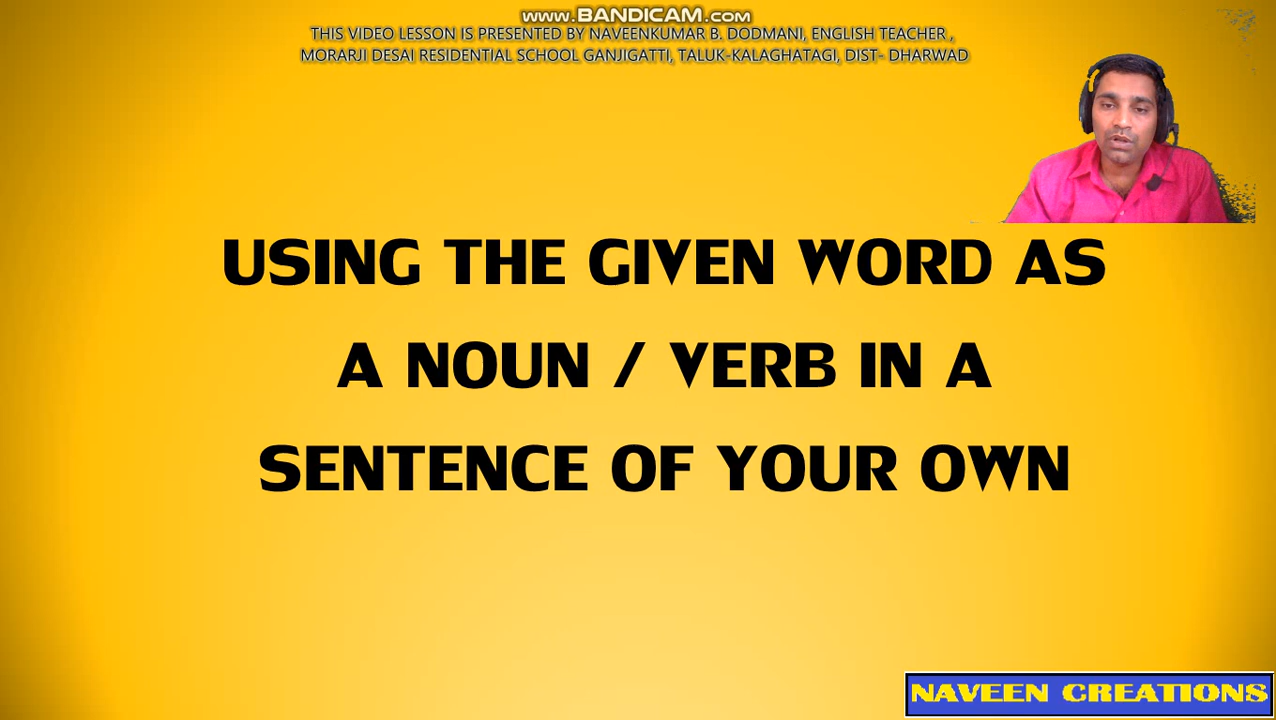 www.BANDICAM.com
THIS VIDEO LESSON IS PRESENTED BY NAVEENKUMAR B. DODMANI, ENGLISH TEACHER ,
MORARJI DESAI RESIDENTIAL SCHOOL GANJIGATTI, TALUK-KALAGHATAGI, DIST- DHARWAD
USING THE GIVEN WORD AS
A NOUN / VERB IN A
SENTENCE OF YOUR OWN
NAVEEN CREATIONS